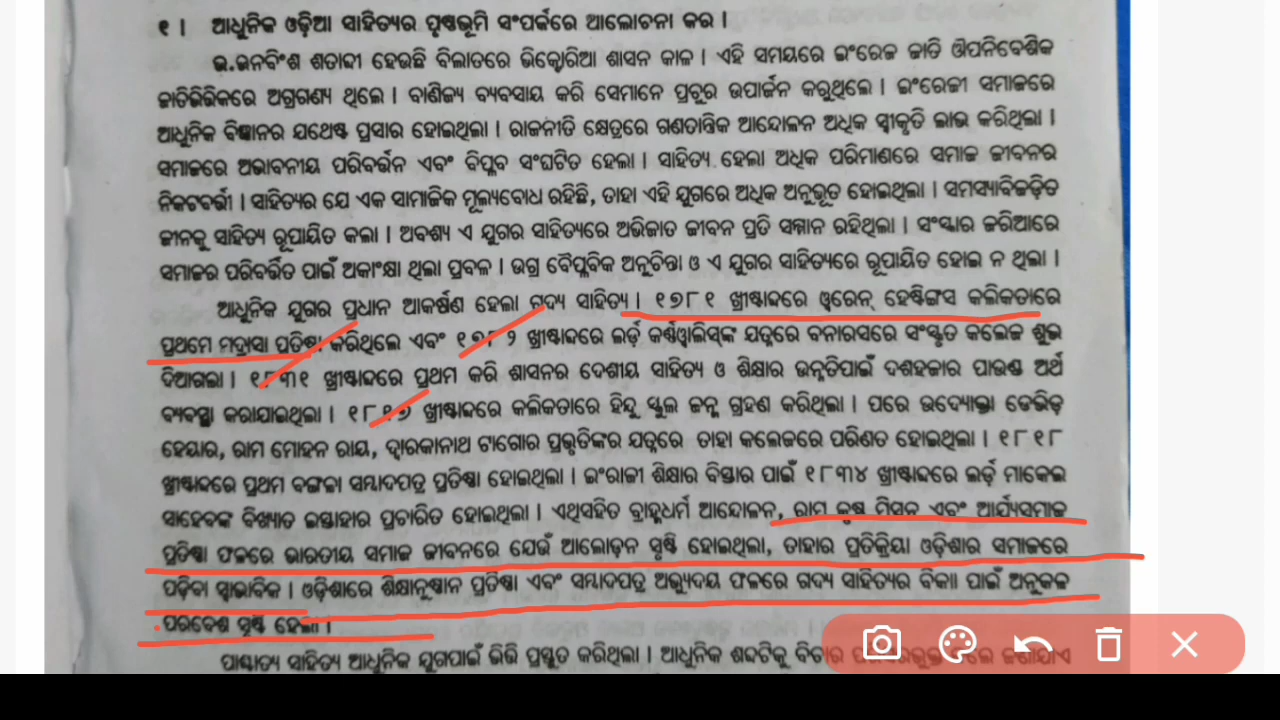 ୧ । ଆଧୁନିକ ଓଡ଼ିଆ ସାହିତ୍ୟର ପୃଷ୍ଠଭୂମି ସଂପର୍କରେ ଆଲୋଚନା କର ।
ଊ.ଊନବିଂଶ ଶତାବ୍ଦୀ ହେଉଛି ବିଲାତରେ ଭିକ୍ଟୋରିଆ ଶାସନ କାଳ । ଏହି ସମୟରେ ଇଂରେଜ ଜାତି ଔପନିବେଶିକ
ଜାତିଭିଭିକରେ ଅଗ୍ରଗଣ୍ୟ ଥିଲେ । ବାଣିଜ୍ୟ ବ୍ୟବସାୟ କରି ସେମାନେ ପ୍ରଚୁର ଉପାର୍ଜନ କରୁଥିଲେ । ଇଂରେଜୀ ସମାଜରେ
ଆଧୁନିକ ବିଜ୍ଞାନର ଯଥେଷ୍ଟ ପ୍ରସାର ହୋଇଥିଲା । ରାଜନୀତି କ୍ଷେତ୍ରରେ ଗଣତାନ୍ତ୍ରିକ ଆନ୍ଦୋଳନ ଅଧିକ ସ୍ୱୀକୃତି ଲାଭ କରିଥିଲା ।
ସମାଜରେ ଅଭାବନୀୟ ପରିବର୍ତ୍ତନ ଏବଂ ବିପ୍ଳବ ସଂଘଟିତ ହେଲା । ସାହିତ୍ୟ ହେଲା ଅଧିକ ପରିମାଣରେ ସମାଜ ଜୀବନର
ନିକଟବର୍ତ୍ତୀ । ସାହିତ୍ୟର ଯେ ଏକ ସାମାଜିକ ମୂଲ୍ୟବୋଧ ରହିଛି, ତାହା ଏହି ଯୁଗରେ ଅଧିକ ଅନୁଭୂତ ହୋଇଥିଲା । ସମସ୍ୟାବିଜଡ଼ିତ
ଜୀନକୁ ସାହିତ୍ୟ ରୂପାୟିତ କଲା । ଅବଶ୍ୟ ଏ ଯୁଗର ସାହିତ୍ୟରେ ଅଭିଜାତ ଜୀବନ ପ୍ରତି ସମ୍ମାନ ରହିଥିଲା । ସଂସ୍କାର ଜରିଆରେ
ସମାଜର ପରିବର୍ତ୍ତିତ ପାଇଁ ଅକାଂକ୍ଷା ଥିଲା ପ୍ରବଳ । ଉଗ୍ର ବୈପ୍ଳବିକ ଅନୁଚିନ୍ତା ଓ ଏ ଯୁଗର ସାହିତ୍ୟରେ ରୂପାୟିତ ହୋଇ ନ ଥିଲା ।
ଆଧୁନିକ ଯୁଗର ପ୍ରଧାନ ଆକର୍ଷଣ ହେଲା ଗଦ୍ୟ ସାହିତ୍ୟ । ୧୭୮୧ ଖ୍ରୀଷ୍ଟାବ୍ଦରେ ୱାରେନ୍ ହେଷ୍ଟିଂସ କଲିକତାରେ
ପ୍ରଥମେ ମଦ୍ରାସା ପ୍ରତିଷ୍ଠା କରିଥିଲେ ଏବଂ ୧୭୮୨ ଖ୍ରୀଷ୍ଟାବ୍ଦରେ ଲର୍ଡ଼ କର୍ଣ୍ଣୱାଲିସ୍‌ଙ୍କ ଯତ୍ନରେ ବନାରସରେ ସଂସ୍କୃତ କଲେଜ ଶୁଭ
ଦିଆଗଲା । ୧୮୩୧ ଖ୍ରୀଷ୍ଟାବ୍ଦରେ ପ୍ରଥମ କରି ଶାସନର ଦେଶୀୟ ସାହିତ୍ୟ ଓ ଶିକ୍ଷାର ଉନ୍ନତିପାଇଁ ଦଶହଜାର ପାଉଣ୍ଡ ଅର୍ଥ
ବ୍ୟବସ୍ଥା କରାଯାଇଥିଲା । ୧୮୧୭ ଖ୍ରୀଷ୍ଟାବ୍ଦରେ କଲିକତାରେ ହିନ୍ଦୁ ସ୍କୁଲ ଜନ୍ମ ଗ୍ରହଣ କରିଥିଲା । ପରେ ଉଦ୍ୟୋକ୍ତା ଡେଭିଡ଼
ହେୟାର, ରାମ ମୋହନ ରାୟ, ଦ୍ୱାରକାନାଥ ଟାଗୋର ପ୍ରଭୃତିଙ୍କର ଯତ୍ନରେ ତାହା କଲେଜରେ ପରିଣତ ହୋଇଥିଲା । ୧୮୧୮
ଖ୍ରୀଷ୍ଟାବ୍ଦରେ ପ୍ରଥମ ବଙ୍ଗଳା ସମ୍ବାଦପତ୍ର ପ୍ରତିଷ୍ଠା ହୋଇଥିଲା । ଇଂରାଜୀ ଶିକ୍ଷାର ବିସ୍ତାର ପାଇଁ ୧୮୩୪ ଖ୍ରୀଷ୍ଟାବ୍ଦରେ ଲର୍ଡ଼ ମାକେଲ
ସାହେବଙ୍କ ବିଖ୍ୟାତ ଇସ୍ତାହାର ପ୍ରଚାରିତ ହୋଇଥିଲା । ଏଥିସହିତ ବ୍ରାହ୍ମଧର୍ମ ଆନ୍ଦୋଳନ, ରାମ କୃଷ୍ଣ ମିସନ ଏବଂ ଆର୍ଯ୍ୟସମାଜ
ପ୍ରତିଷ୍ଠା ଫଳରେ ଭାରତୀୟ ସମାଜ ଜୀବନରେ ଯେଉଁ ଆଲୋଡ଼ନ ସୃଷ୍ଟି ହୋଇଥିଲା, ତାହାର ପ୍ରତିକ୍ରିୟା ଓଡ଼ିଶାର ସମାଜରେ
ପଡ଼ିବା ସ୍ୱାଭାବିକ । ଓଡ଼ିଶାରେ ଶିକ୍ଷାନୁଷ୍ଠାନ ପ୍ରତିଷ୍ଠା ଏବଂ ସମ୍ବାଦପତ୍ର ଅଭ୍ୟୁଦୟ ଫଳରେ ଗଦ୍ୟ ସାହିତ୍ୟର ବିକାା ପାଇଁ ଅନୁକଳ
ପରିବେଶ ସୃଷ୍ଟି ହେଲା ।
ପାଶ୍ଚାତ୍ୟ ସାହିତ୍ୟ ଆଧୁନିକ ଯୁଗପାଇଁ ଭିଭି ପ୍ରସ୍ତୁତ କରିଥିଲା । ଆଧୁନିକ ଶବ୍ଦଟିକୁ ବିଚାର